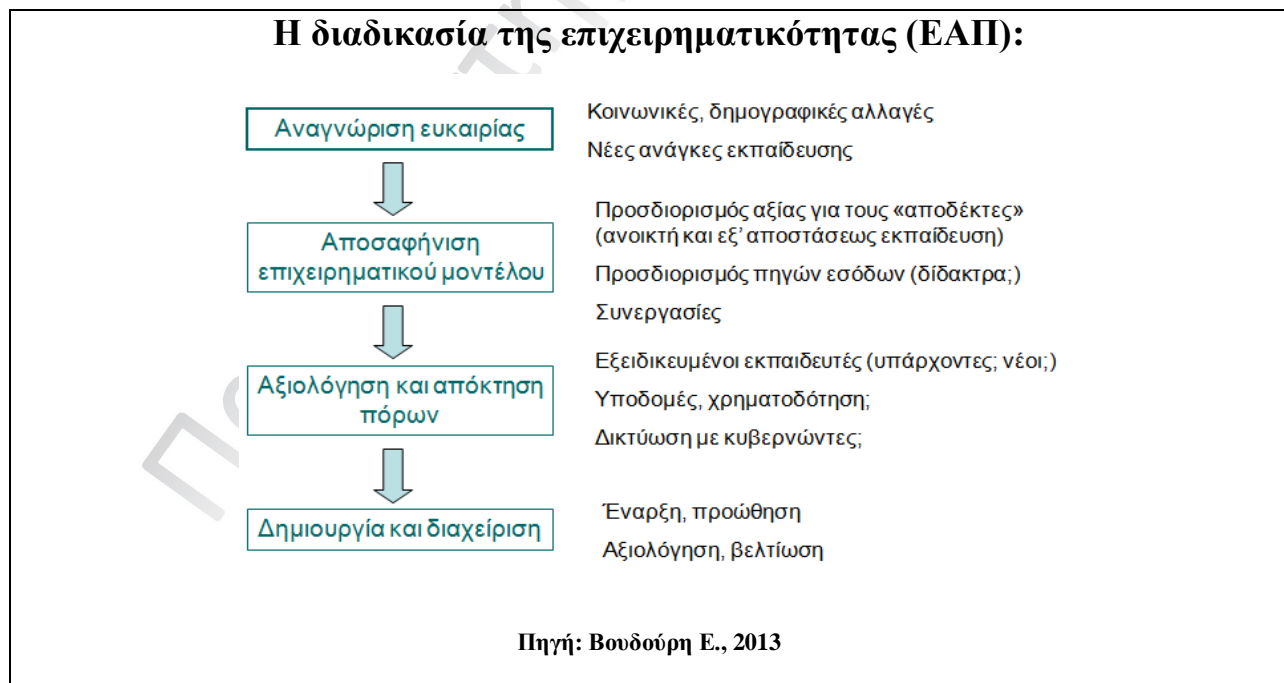 Η διαδικασία της επιχειρηματικότητας (ΕΑΠ):
Αναγνώριση ευκαιρίας
Κοινωνικές, δημογραφικές αλλαγές
Νέες ανάγκες εκπαίδευσης
Αποσαφήνιση
επιχειρηματικού μοντέλου
Προσδιορισμός αξίας για τους «αποδέκτες»
(ανοικτή και εξ’ αποστάσεως εκπαίδευση)
Προσδιορισμός πηγών εσόδων (δίδακτρα;)
Συνεργασίες
Αξιολόγηση και απόκτηση
πόρων
Εξειδικευμένοι εκπαιδευτές (υπάρχοντες; νέοι;)
Υποδομές, χρηματοδότηση;
Δικτύωση με κυβερνώντες;
Δημιουργία και διαχείριση
Έναρξη, προώθηση
Αξιολόγηση, βελτίωση
Πηγή: Βουδούρη Ε., 2013